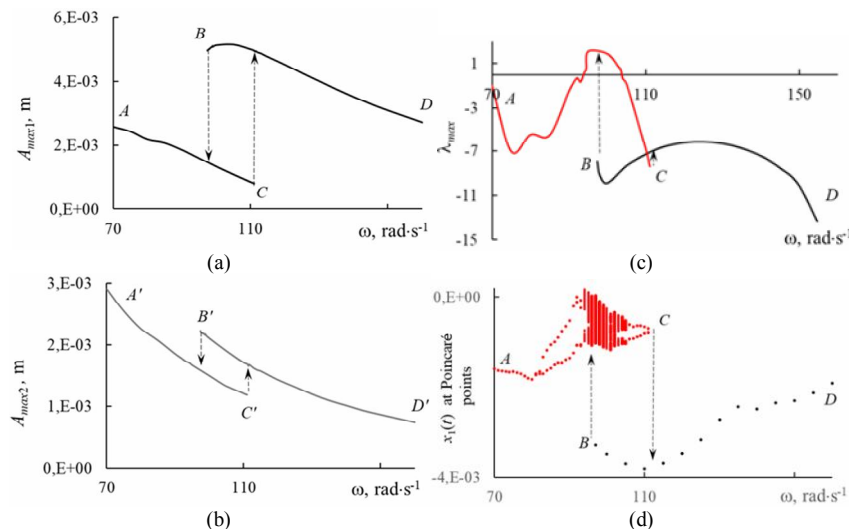 6,E-03
4,E-03
2,E-03
0,E+00
A_max1, m
B
A
C
D
70
110
ω, rad·s⁻¹
(a)
1
-3
-7
-11
-15
λ_max
70
110
150
A
B
C
D
ω, rad·s⁻¹
(c)
3,E-03
2,E-03
1,E-03
0,E+00
A_max2, m
A'
B'
C'
D'
70
110
ω, rad·s⁻¹
(b)
0,E+00
-4,E-03
x₁(t) at Poincaré
points
A
B
C
D
70
110
ω, rad·s⁻¹
(d)